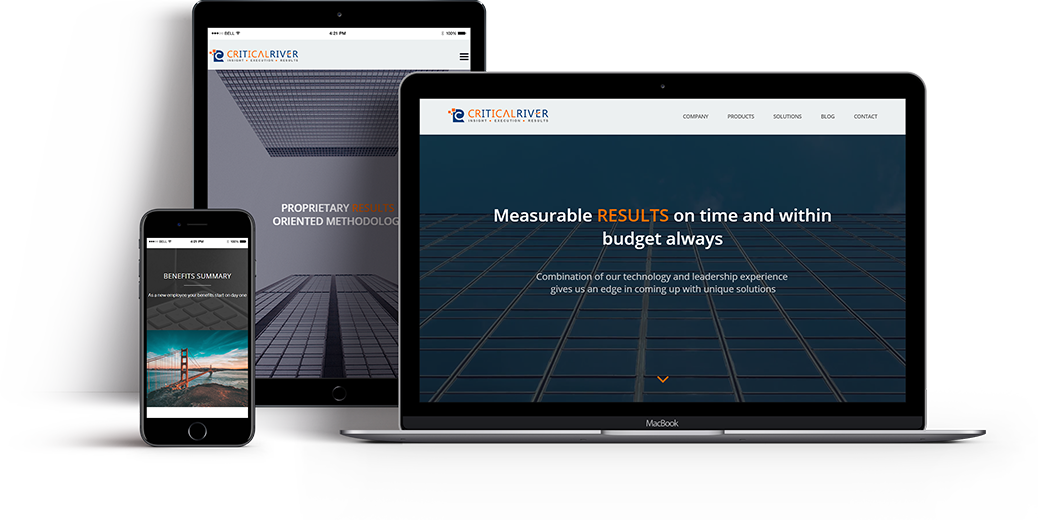 BELL 4:21 PM 100%
CRITICALRIVER
INSIGHT • EXECUTION • RESULTS
PROPRIETARY RESULTS
ORIENTED METHODOLOG
BELL 4:21 PM 100%
BENEFITS SUMMARY
As a new employee your benefits start on day one
CRITICALRIVER
INSIGHT • EXECUTION • RESULTS
COMPANY PRODUCTS SOLUTIONS BLOG CONTACT
Measurable RESULTS on time and within
budget always
Combination of our technology and leadership experience
gives us an edge in coming up with unique solutions
MacBook